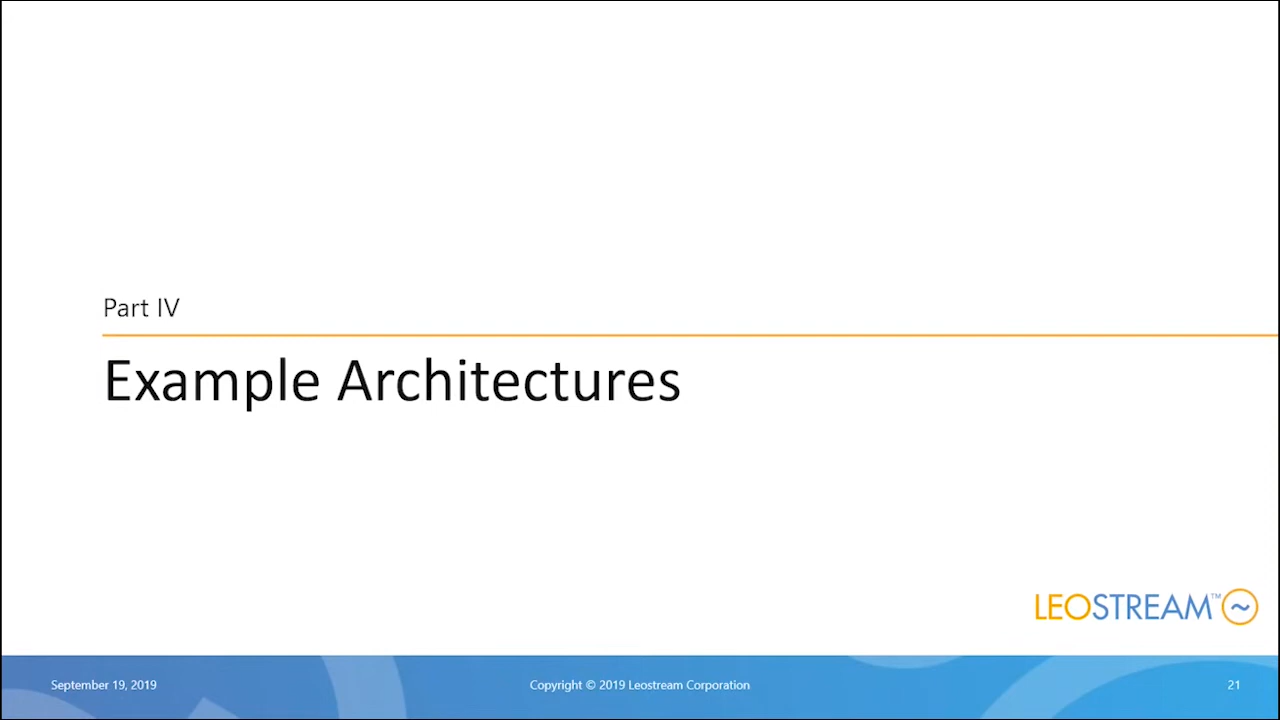 Part IV
Example Architectures
LEOSTREAM™
September 19, 2019
Copyright © 2019 Leostream Corporation
21